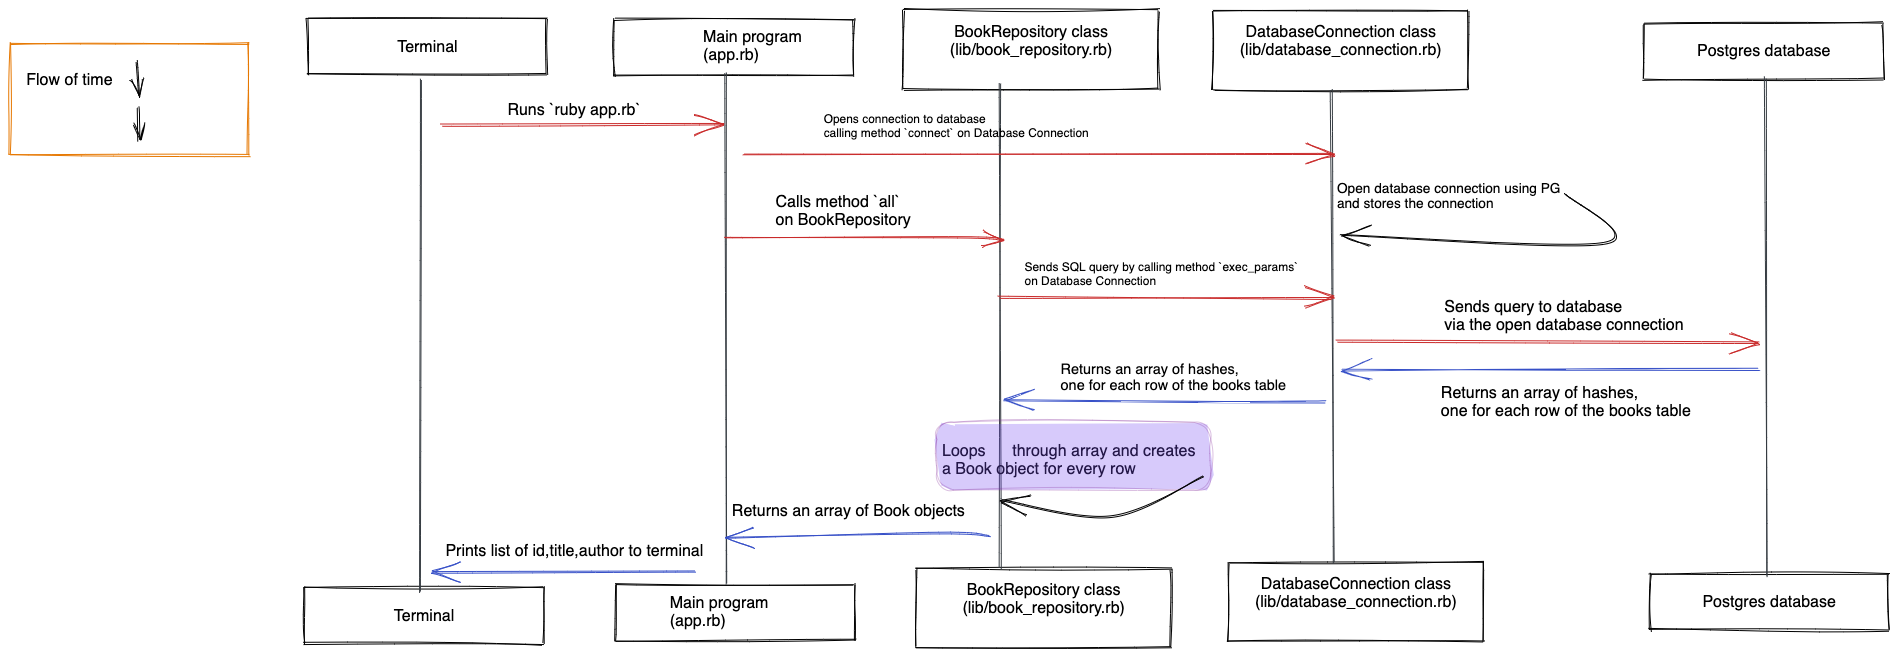 Flow of time
Terminal
Main program
(app.rb)
BookRepository class
(lib/book_repository.rb)
DatabaseConnection class
(lib/database_connection.rb)
Postgres database
Runs `ruby app.rb`
Opens connection to database
calling method `connect` on Database Connection
Open database connection using PG
and stores the connection
Calls method `all`
on BookRepository
Sends SQL query by calling method `exec_params`
on Database Connection
Sends query to database
via the open database connection
Returns an array of hashes,
one for each row of the books table
Returns an array of hashes,
one for each row of the books table
Loops through array and creates
a Book object for every row
Returns an array of Book objects
Prints list of id,title,author to terminal
Terminal
Main program
(app.rb)
BookRepository class
(lib/book_repository.rb)
DatabaseConnection class
(lib/database_connection.rb)
Postgres database